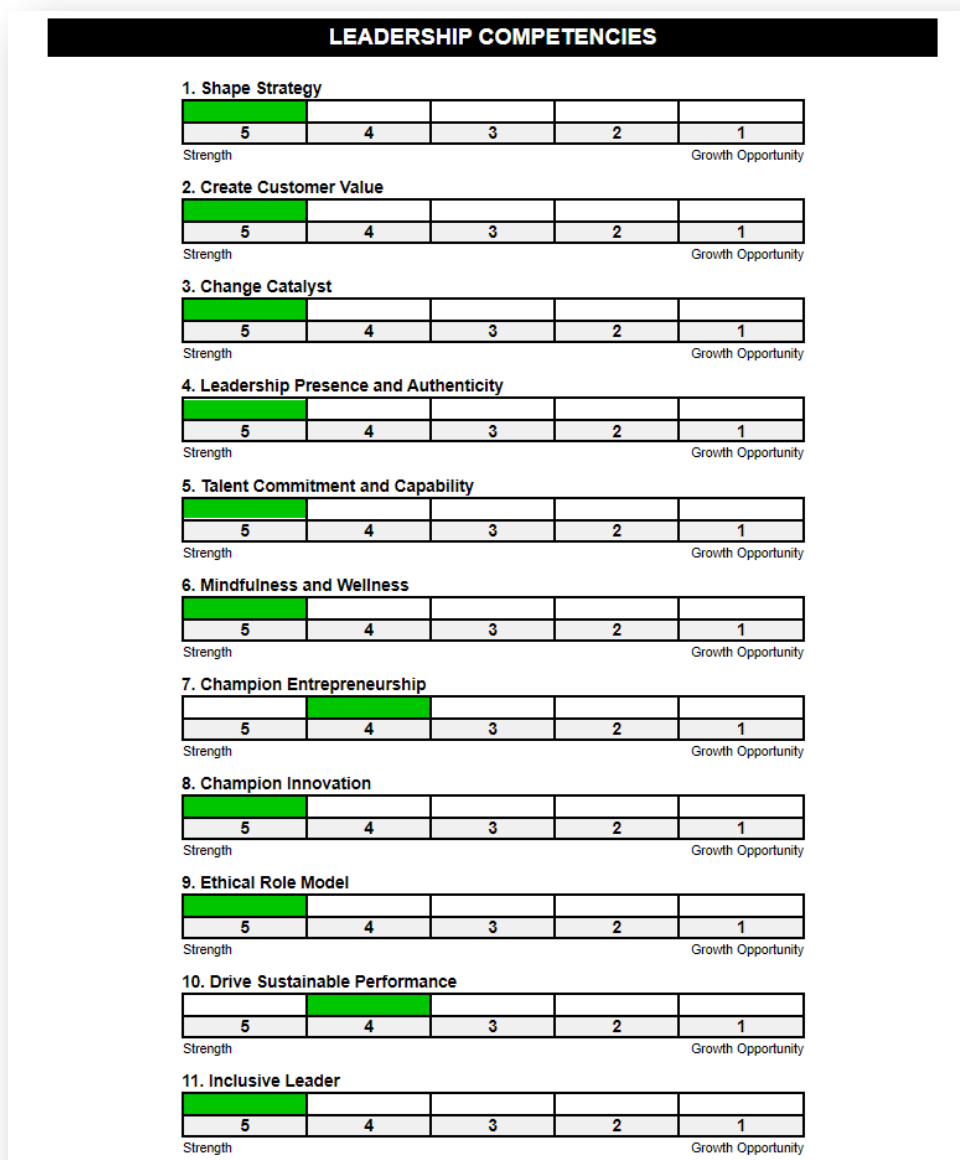 LEADERSHIP COMPETENCIES
1. Shape Strategy
5 4 3 2 1
Strength Growth Opportunity
2. Create Customer Value
5 4 3 2 1
Strength Growth Opportunity
3. Change Catalyst
5 4 3 2 1
Strength Growth Opportunity
4. Leadership Presence and Authenticity
5 4 3 2 1
Strength Growth Opportunity
5. Talent Commitment and Capability
5 4 3 2 1
Strength Growth Opportunity
6. Mindfulness and Wellness
5 4 3 2 1
Strength Growth Opportunity
7. Champion Entrepreneurship
5 4 3 2 1
Strength Growth Opportunity
8. Champion Innovation
5 4 3 2 1
Strength Growth Opportunity
9. Ethical Role Model
5 4 3 2 1
Strength Growth Opportunity
10. Drive Sustainable Performance
5 4 3 2 1
Strength Growth Opportunity
11. Inclusive Leader
5 4 3 2 1
Strength Growth Opportunity